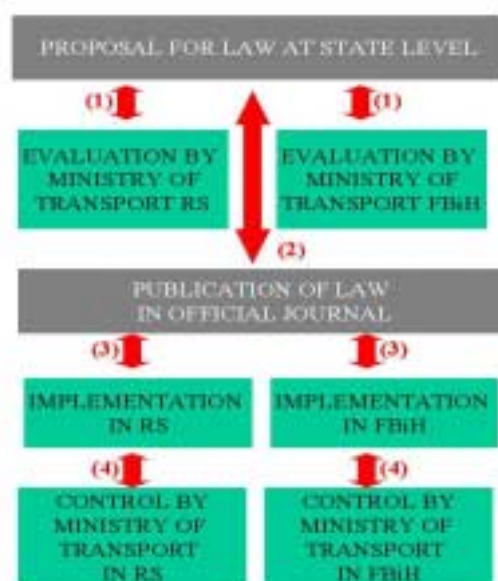 PROPOSAL FOR LAW AT STATE LEVEL
(1) (1)
EVALUATION BY
MINISTRY OF
TRANSPORT RS
EVALUATION BY
MINISTRY OF
TRANSPORT FBiH
(2)
PUBLICATION OF LAW
IN OFFICIAL JOURNAL
(3) (3)
IMPLEMENTATION
IN RS
IMPLEMENTATION
IN FBiH
(4) (4)
CONTROL BY
MINISTRY OF
TRANSPORT
IN RS
CONTROL BY
MINISTRY OF
TRANSPORT
IN FBiH